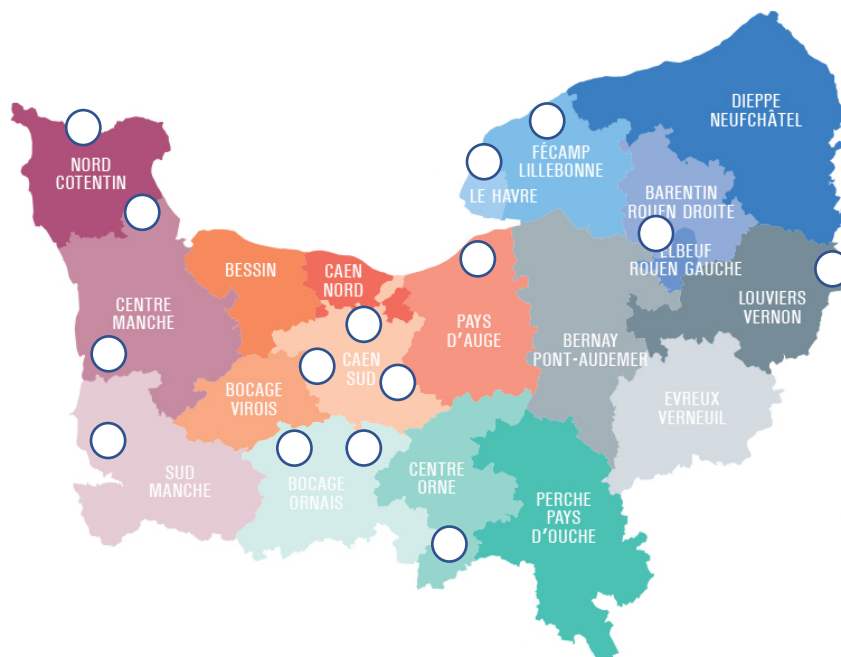 DIEPPE
NEUFCHÂTEL
NORD
COTENTIN
FÉCAMP
LILLEBONNE
LE HAVRE
BARENTIN
ROUEN DROITE
ELBEUF
ROUEN GAUCHE
BESSIN
CAEN
NORD
CENTRE
MANCHE
PAYS
D'AUGE
LOUVIERS
VERNON
BERNAY
PONT-AUDEMER
CAEN
SUD
BOCAGE
VIROIS
EVREUX
VERNEUIL
SUD
MANCHE
BOCAGE
ORNAIS
CENTRE
ORNE
PERCHE
PAYS
D'OUCHE